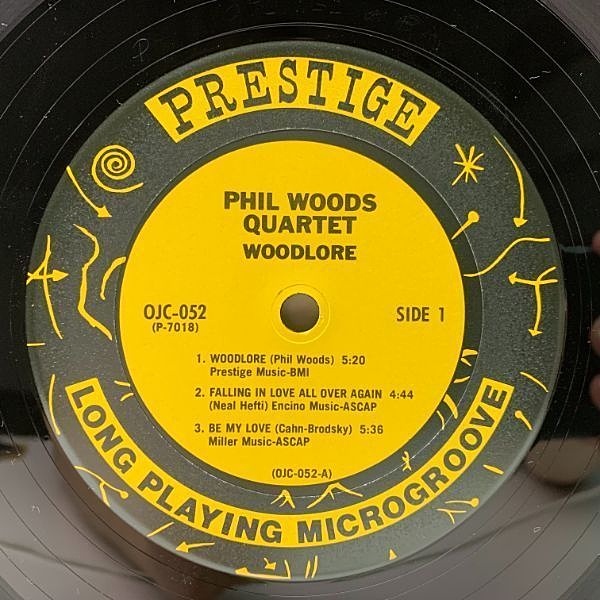 PRESTIGE
PHIL WOODS
QUARTET
WOODLORE
OJC-052
(P-7018)
SIDE 1
1. WOODLORE (Phil Woods) 5:20
Prestige Music-BMI
2. FALLING IN LOVE ALL OVER AGAIN 4:44
(Neal Hefti) Encino Music-ASCAP
3. BE MY LOVE (Cahn-Brodsky) 5:36
Miller Music-ASCAP
(OJC-052-A)
LONG PLAYING MICROGROOVE